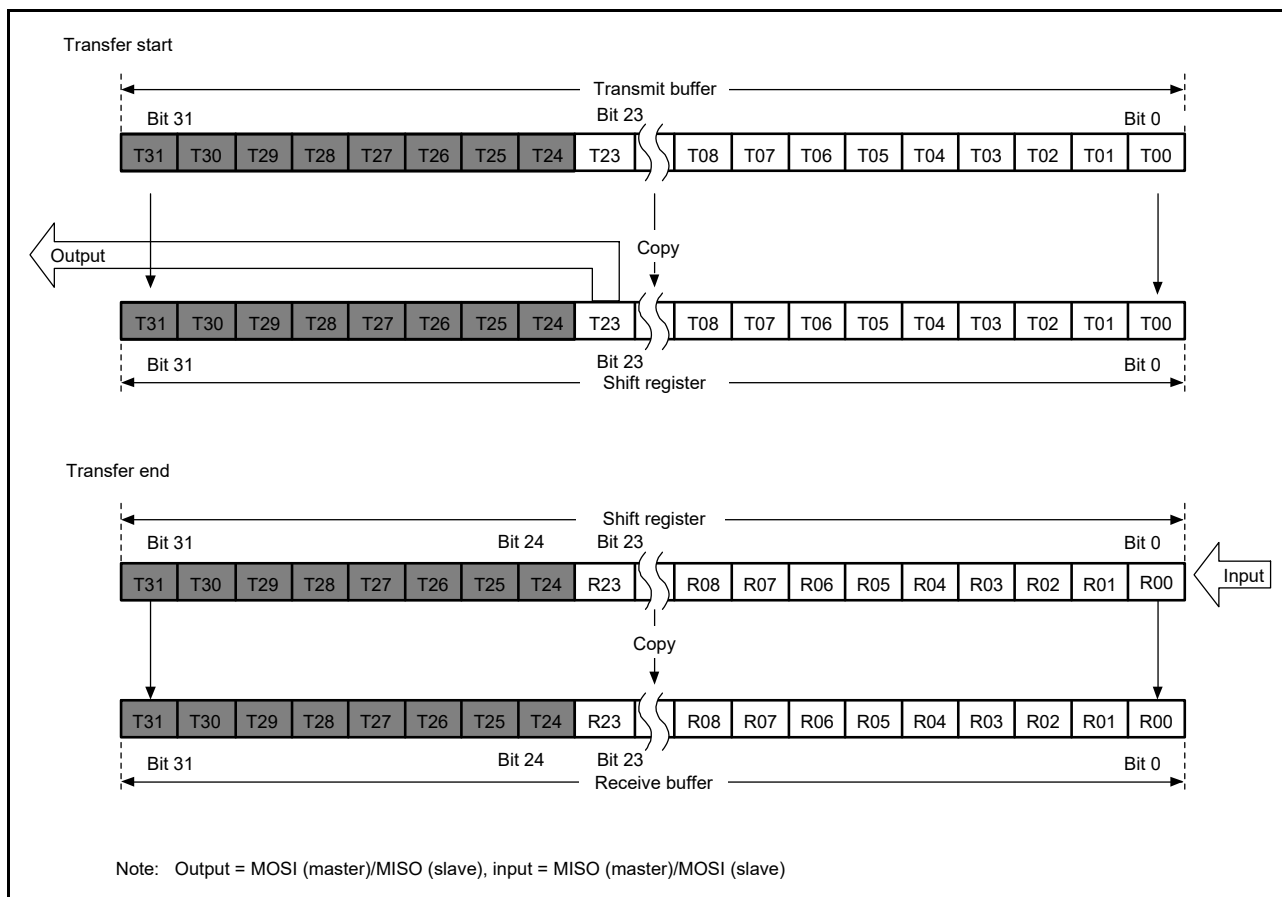 Transfer start
Transmit buffer
Bit 31 Bit 23 Bit 0
T31 T30 T29 T28 T27 T26 T25 T24 T23 T08 T07 T06 T05 T04 T03 T02 T01 T00
Output
Copy
T31 T30 T29 T28 T27 T26 T25 T24 T23 T08 T07 T06 T05 T04 T03 T02 T01 T00
Bit 31 Bit 23 Bit 0
Shift register
Transfer end
Shift register
Bit 31 Bit 24 Bit 23 Bit 0
T31 T30 T29 T28 T27 T26 T25 T24 R23 R08 R07 R06 R05 R04 R03 R02 R01 R00
Input
Copy
T31 T30 T29 T28 T27 T26 T25 T24 R23 R08 R07 R06 R05 R04 R03 R02 R01 R00
Bit 31 Bit 24 Bit 23 Bit 0
Receive buffer
Note: Output = MOSI (master)/MISO (slave), input = MISO (master)/MOSI (slave)